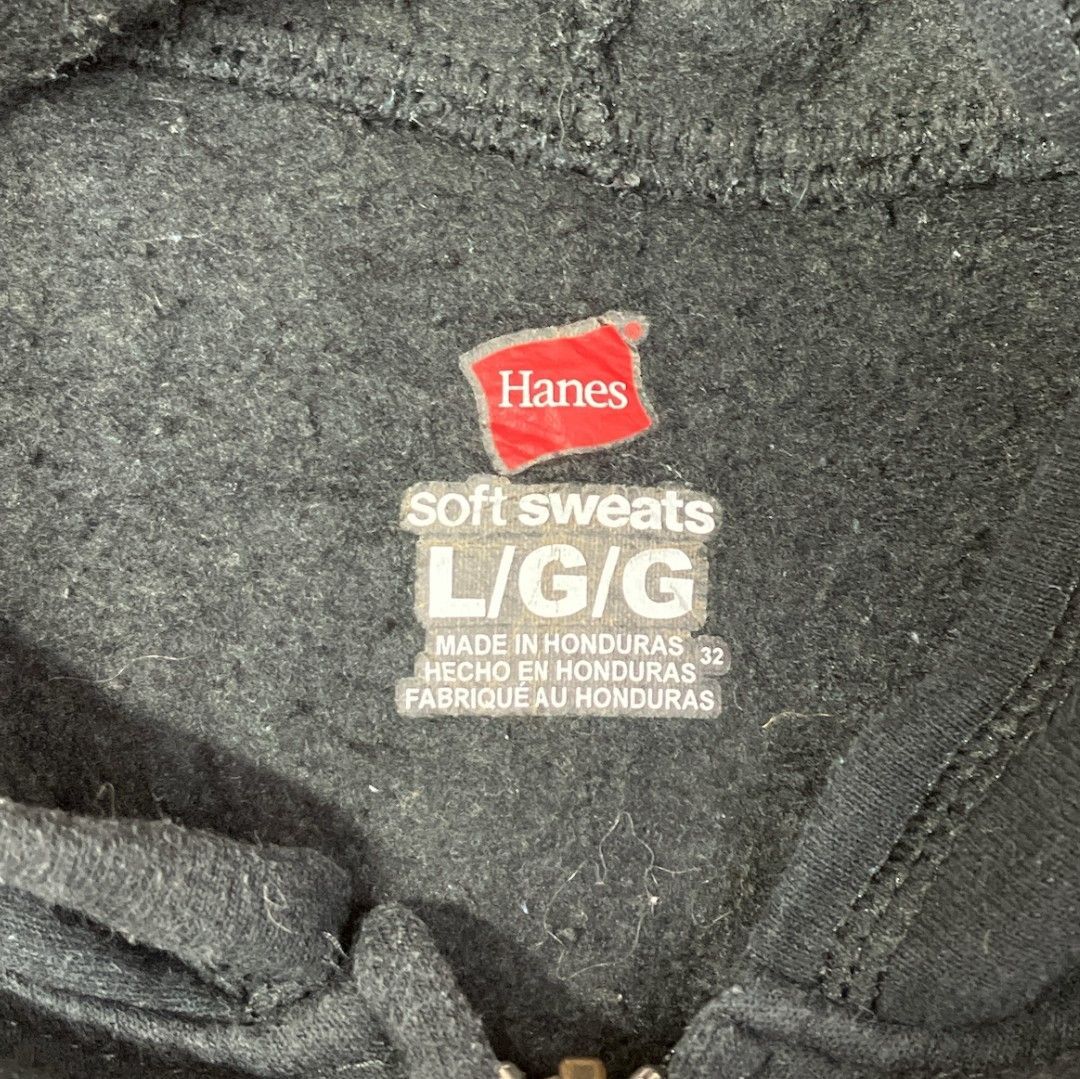 Hanes
soft sweats
L/G/G
MADE IN HONDURAS
HECHO EN HONDURAS 32
FABRIQUÉ AU HONDURAS